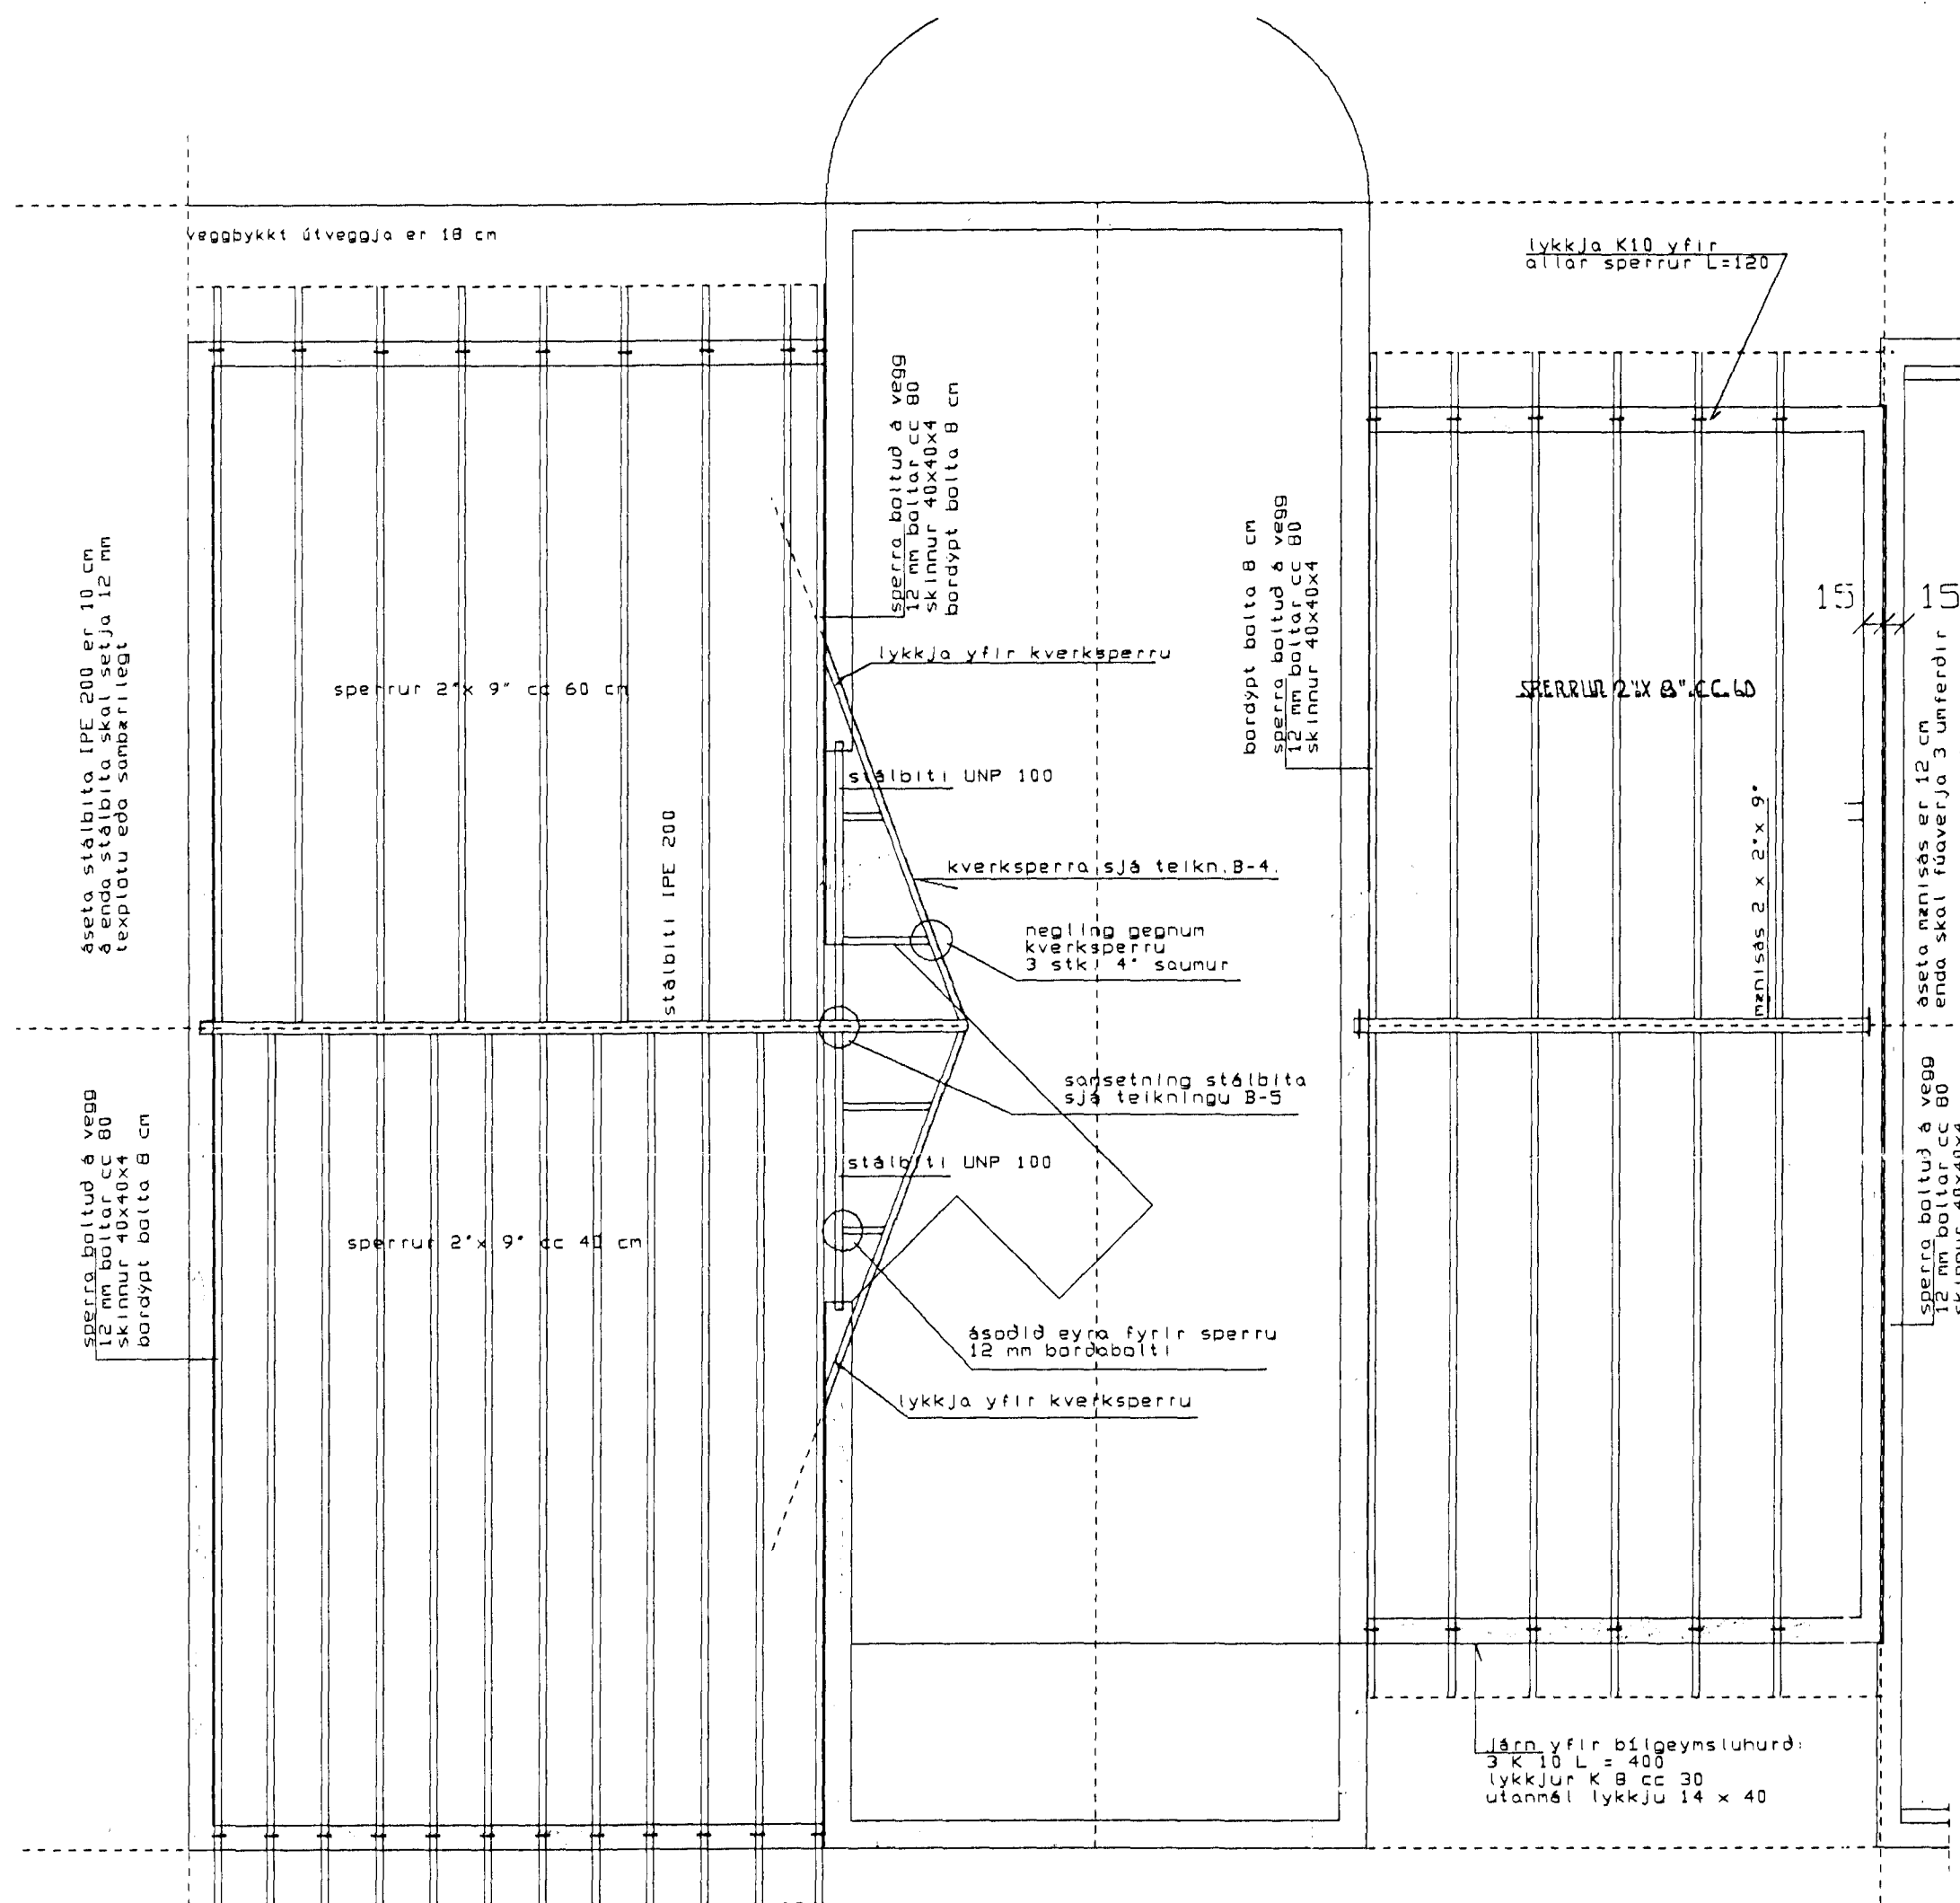 veggþykkt útveggja er 18 cm
lykkja K10 yfir
allar sperrur L=120
sperra boltuð á vegg
12 mm boltar cc 80
skinnur 40x40x4
bordýpt bolta 8 cm
bordýpt bolta 8 cm
sperra boltuð á vegg
12 mm boltar cc 80
skinnur 40x40x4
áseta stálbita IPE 200 er 10 cm
á enda stálbita skal setja 12 mm
texplötu eða sambærilegt
15
15
lykkja yfir kverksperru
sperrur 2"x 9" cc 60 cm
SPERRUR 2"X 8" CC 60
stálbiti UNP 100
stálbiti IPE 200
kverksperra sjá teikn. B-4.
negling gegnum
kverksperru
3 stk. 4" saumur
mænisás 2 x 2"x 9"
áseta mænisás er 12 cm
enda skal fúaverja 3 umferðir
samsetning stálbita
sjá teikningu B-5
sperra boltuð á vegg
12 mm boltar cc 80
skinnur 40x40x4
bordýpt bolta 8 cm
stálbiti UNP 100
sperrur 2"x 9" cc 40 cm
sperra boltuð á vegg
12 mm boltar cc 80
skinnur 40x40x4
ásoðið eyra fyrir sperru
12 mm borðabolti
lykkja yfir kverksperru
járn yfir bílgeymsluhurð:
3 K 10 L = 400
lykkjur K 8 cc 30
utanmál lykkju 14 x 40